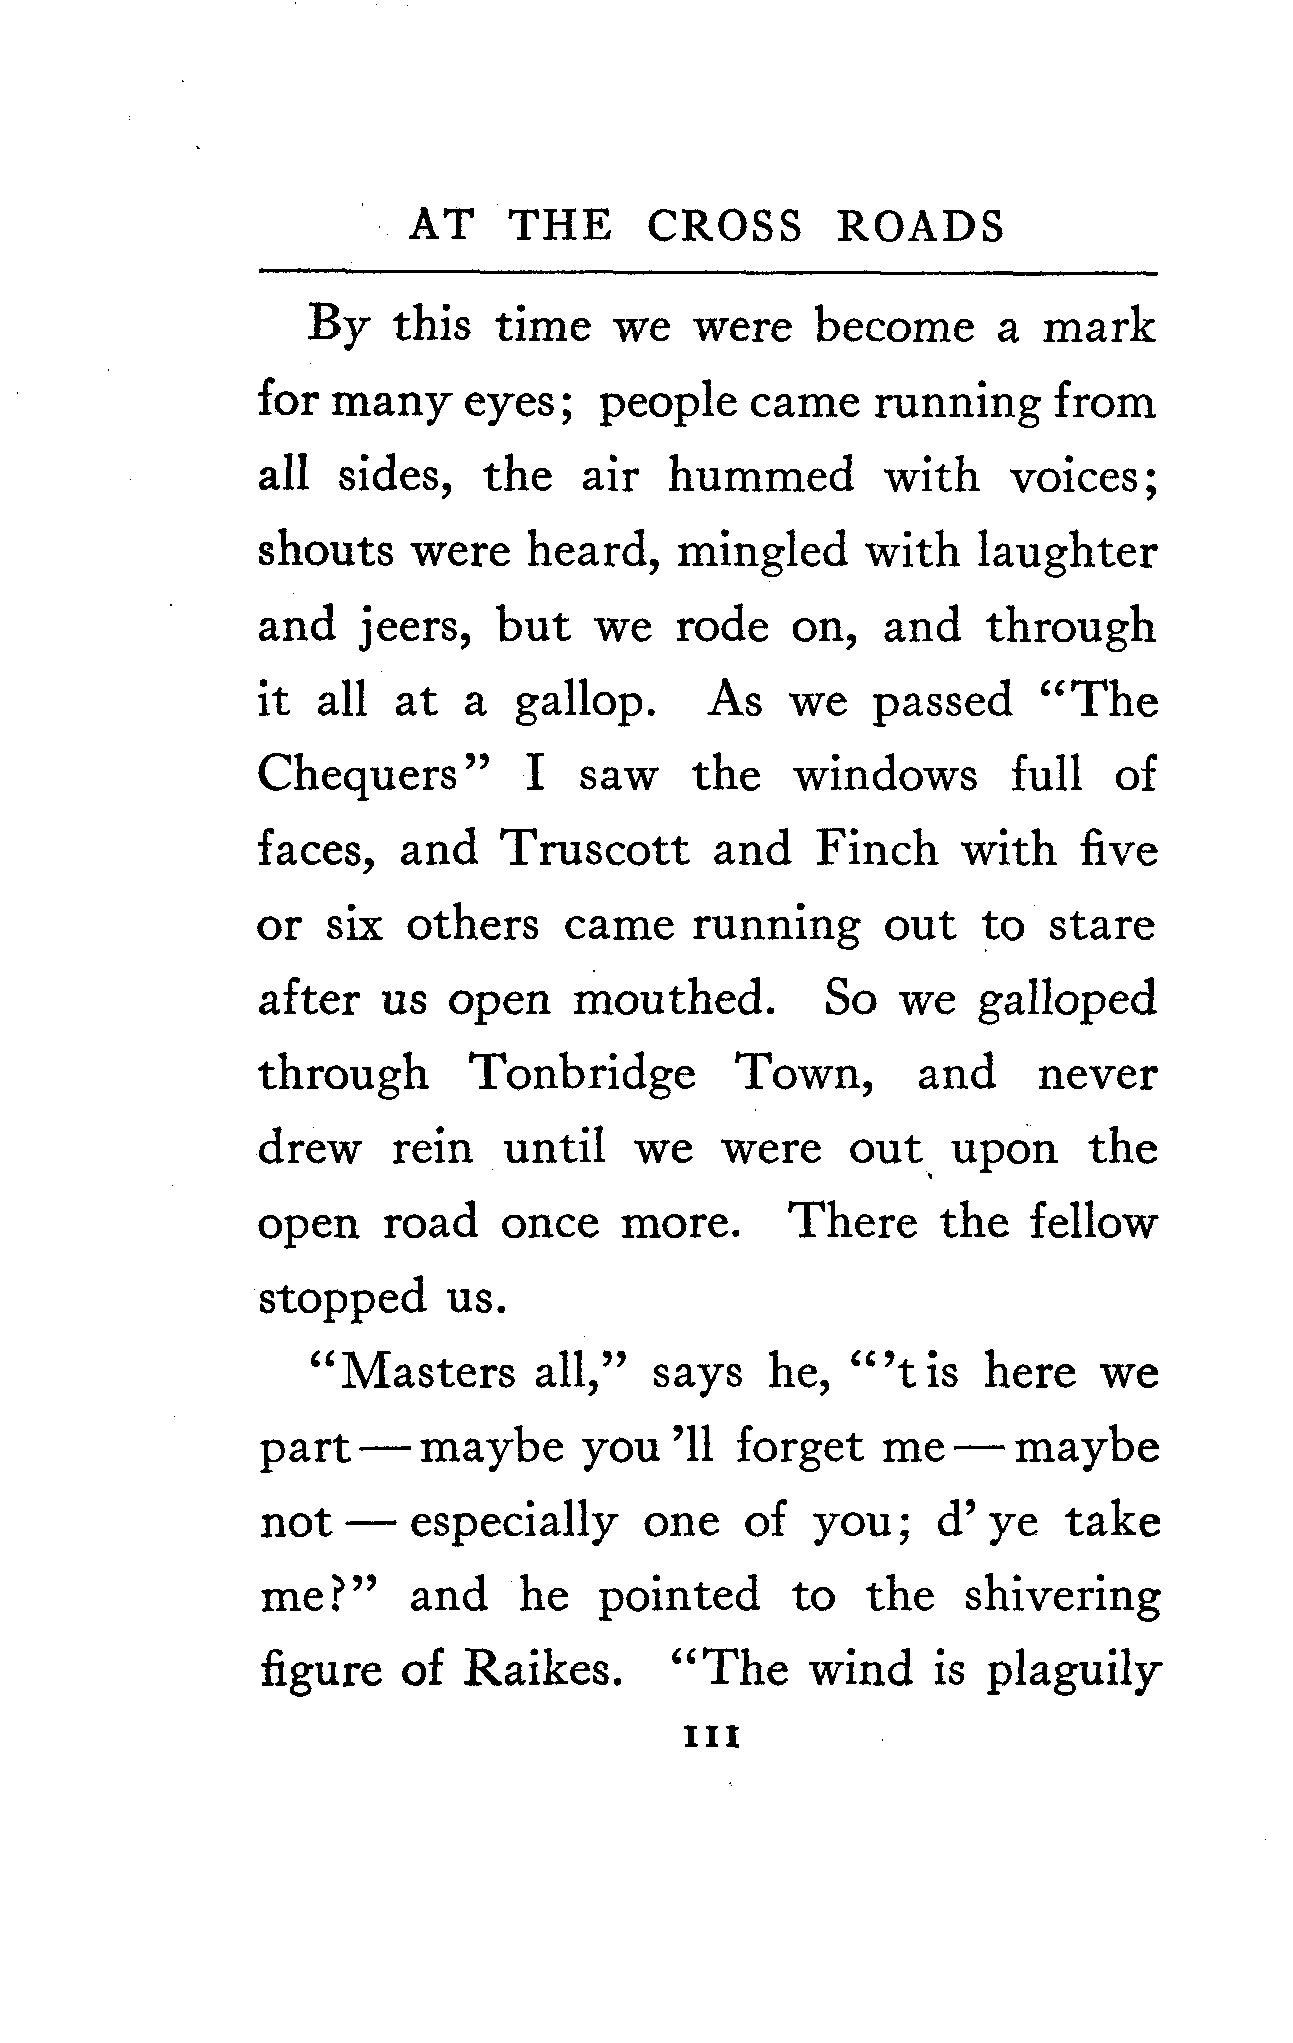 AT THE CROSS ROADS
By this time we were become a mark
for many eyes; people came running from
all sides, the air hummed with voices;
shouts were heard, mingled with laughter
and jeers, but we rode on, and through
it all at a gallop. As we passed “The
Chequers” I saw the windows full of
faces, and Truscott and Finch with five
or six others came running out to stare
after us open mouthed. So we galloped
through Tonbridge Town, and never
drew rein until we were out upon the
open road once more. There the fellow
stopped us.
“Masters all,” says he, “’t is here we
part — maybe you ’ll forget me — maybe
not — especially one of you; d’ ye take
me?” and he pointed to the shivering
figure of Raikes. “The wind is plaguily
111